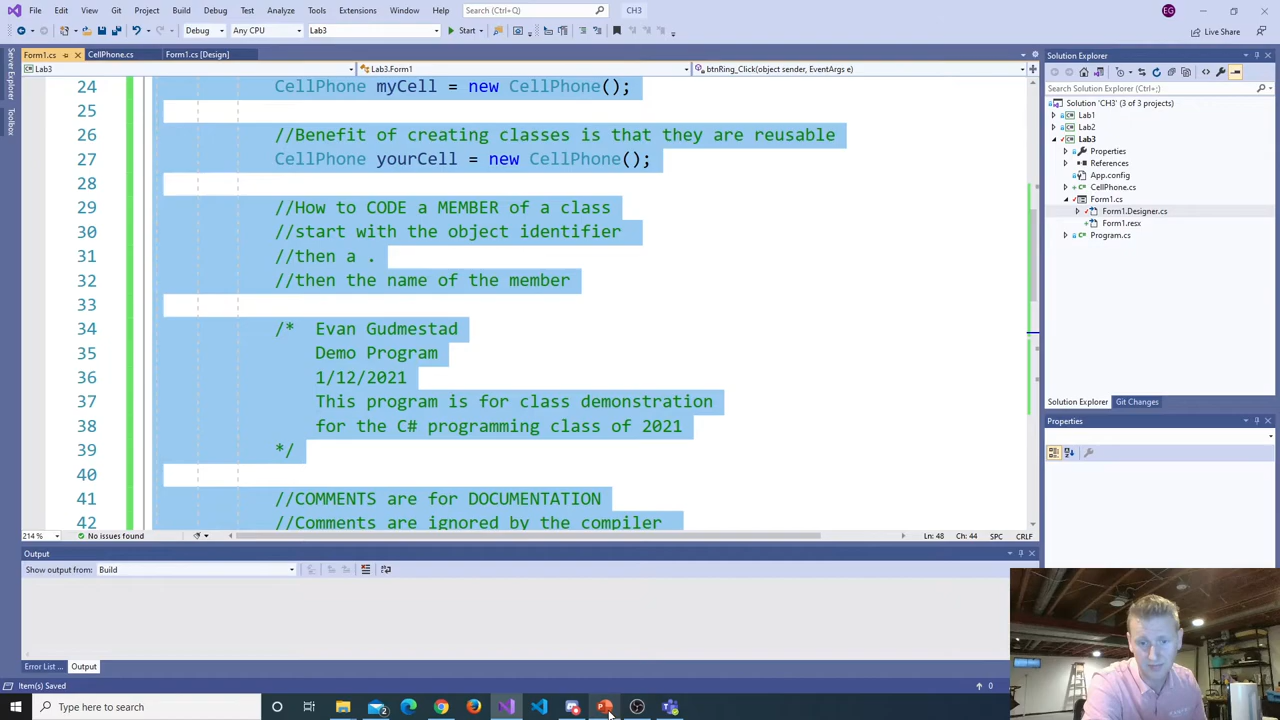 File Edit View Git Project Build Debug Test Analyze Tools Extensions Window Help Search (Ctrl+Q) CH3 EG
Debug Any CPU Lab3 Start Live Share
Form1.cs CellPhone.cs Form1.cs [Design]
Lab3 Lab3.Form1 btnRing_Click(object sender, EventArgs e)
Server Explorer
Toolbox
24 CellPhone myCell = new CellPhone();
25
26 //Benefit of creating classes is that they are reusable
27 CellPhone yourCell = new CellPhone();
28
29 //How to CODE a MEMBER of a class
30 //start with the object identifier
31 //then a .
32 //then the name of the member
33
34 /* Evan Gudmestad
35 Demo Program
36 1/12/2021
37 This program is for class demonstration
38 for the C# programming class of 2021
39 */
40
41 //COMMENTS are for DOCUMENTATION
42 //Comments are ignored by the compiler
214 % No issues found Ln: 48 Ch: 44 SPC CRLF
Output
Show output from: Build
Error List ... Output
Item(s) Saved 0
Solution Explorer
Search Solution Explorer (Ctrl+;)
Solution 'CH3' (3 of 3 projects)
Lab1
Lab2
Lab3
Properties
References
App.config
CellPhone.cs
Form1.cs
Form1.Designer.cs
Form1.resx
Program.cs
Solution Explorer Git Changes
Properties
Type here to search
2